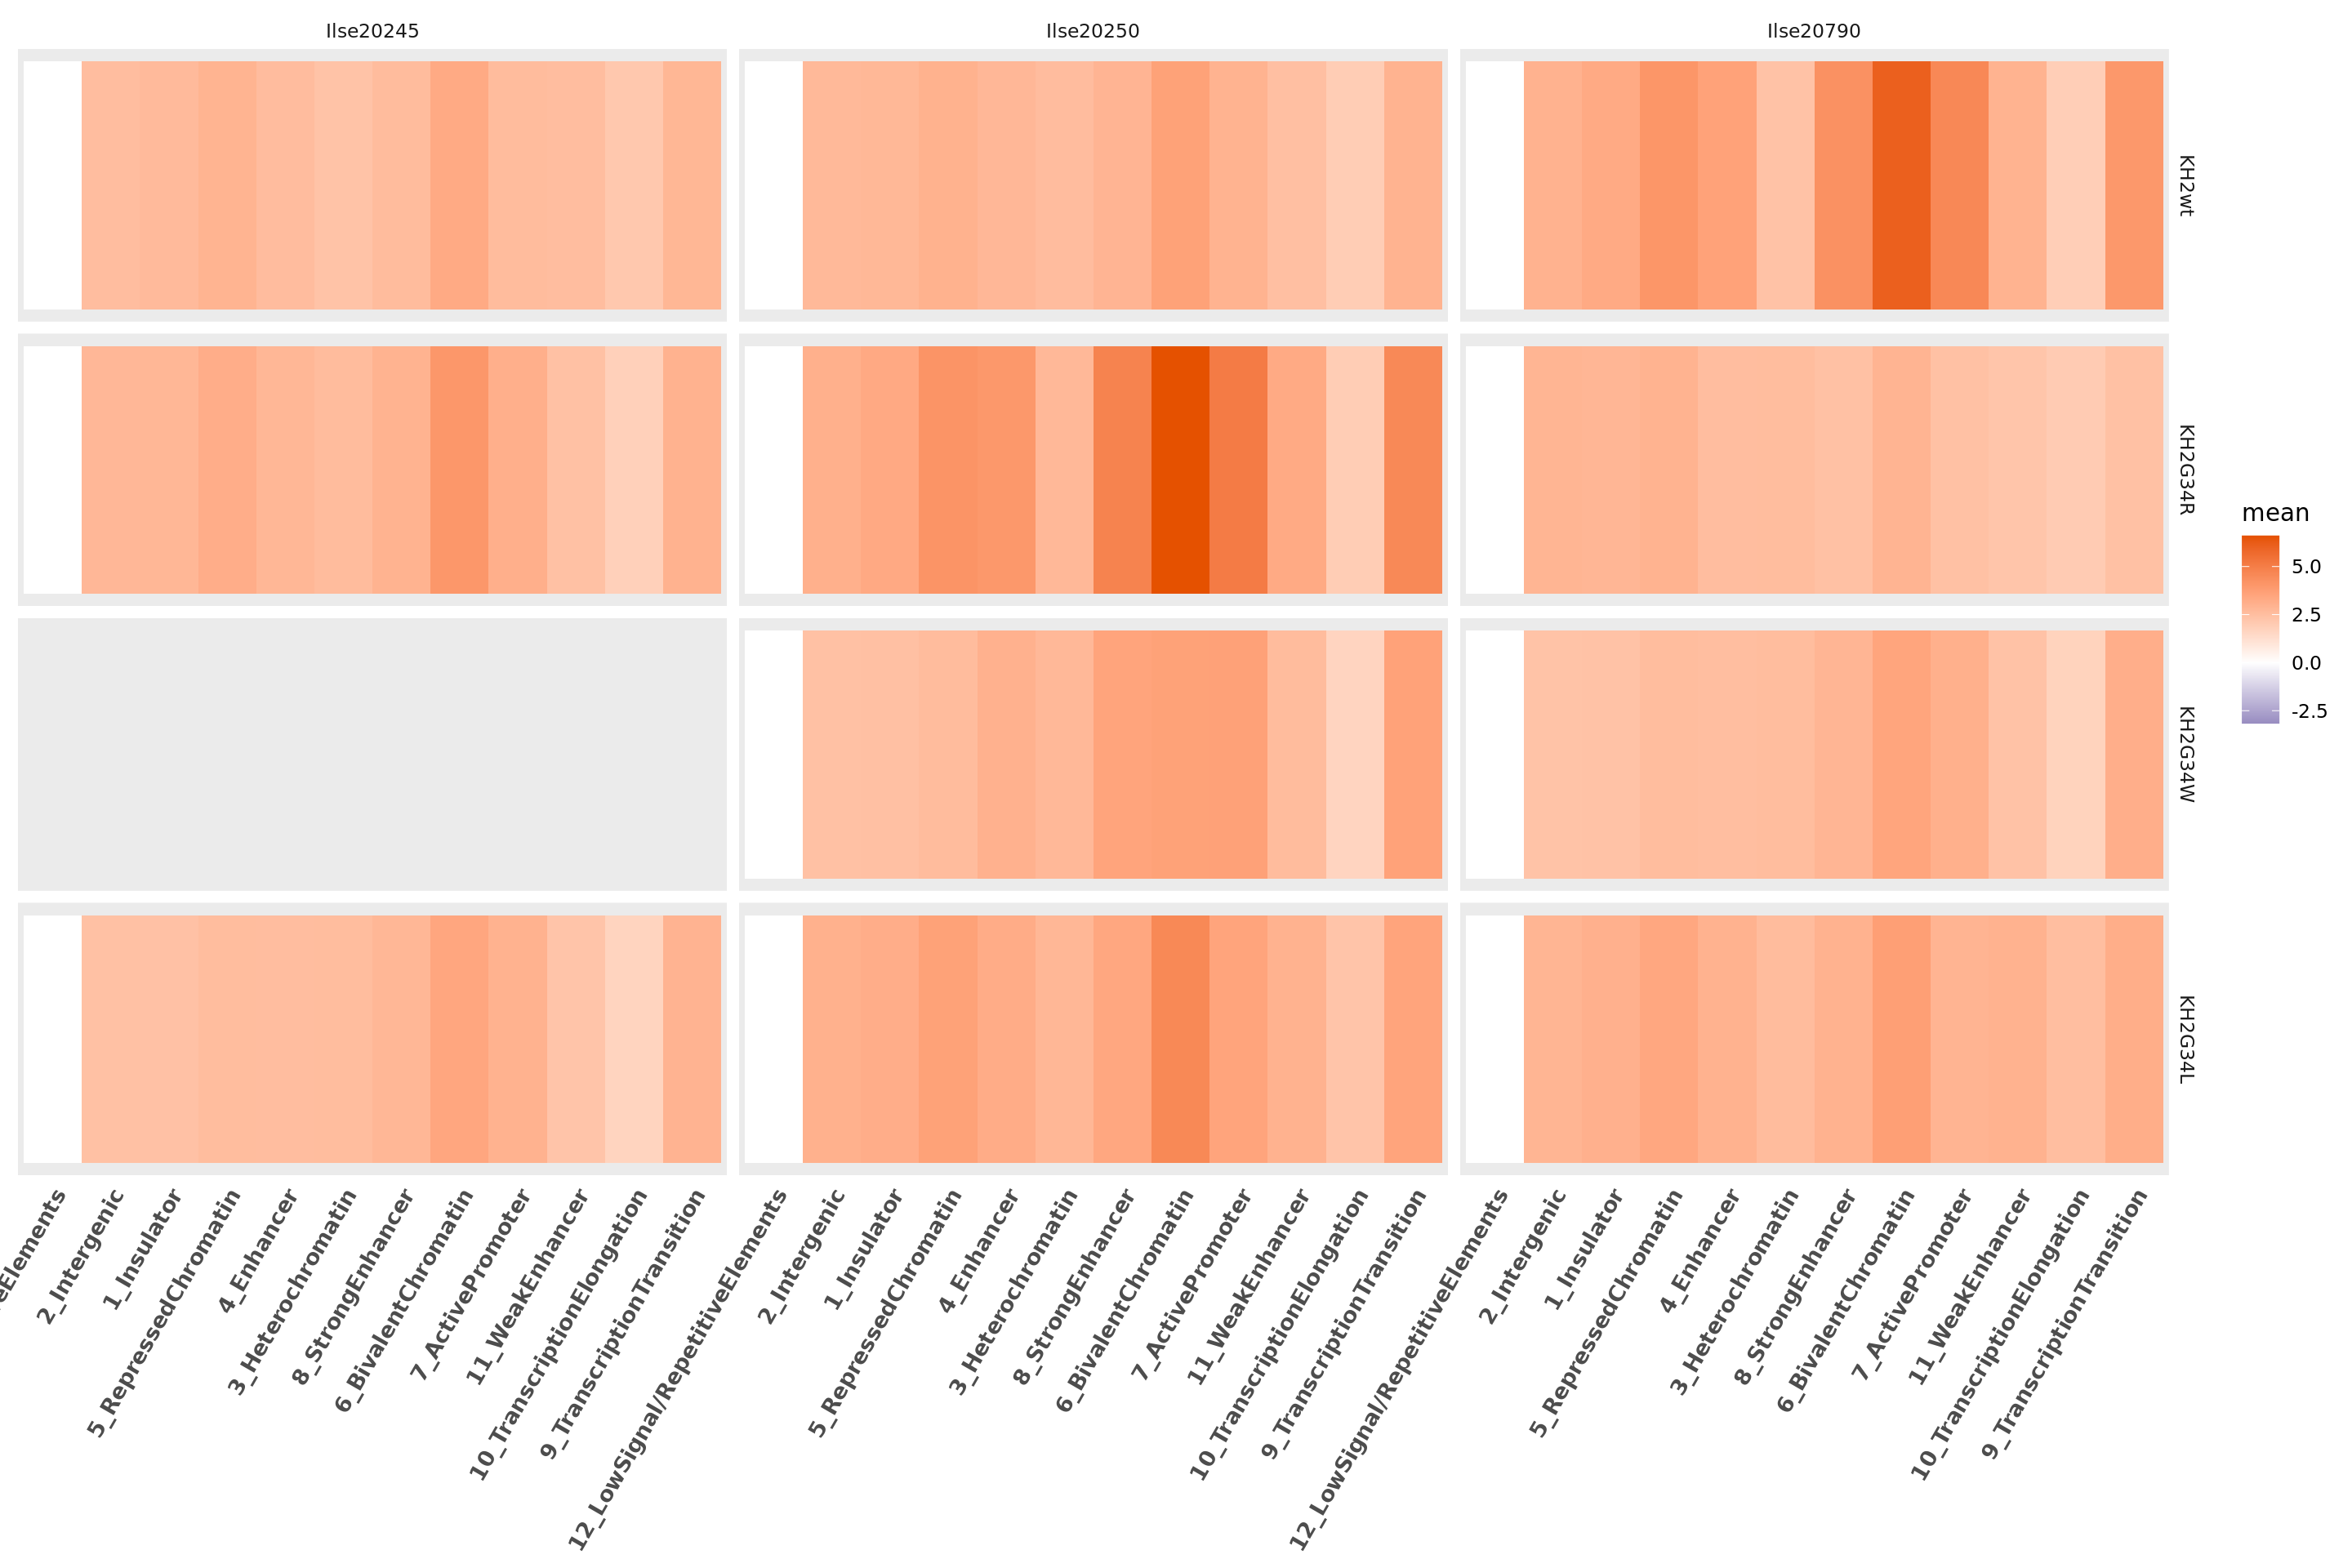 Ilse20245
Ilse20250
Ilse20790
KH2wt
KH2G34R
KH2G34W
KH2G34L
mean
5.0
2.5
0.0
-2.5
Elements
2_Intergenic
1_Insulator
5_RepressedChromatin
4_Enhancer
3_Heterochromatin
8_StrongEnhancer
6_BivalentChromatin
7_ActivePromoter
11_WeakEnhancer
10_TranscriptionElongation
9_TranscriptionTransition
12_LowSignal/RepetitiveElements
2_Intergenic
1_Insulator
5_RepressedChromatin
4_Enhancer
3_Heterochromatin
8_StrongEnhancer
6_BivalentChromatin
7_ActivePromoter
11_WeakEnhancer
10_TranscriptionElongation
9_TranscriptionTransition
12_LowSignal/RepetitiveElements
2_Intergenic
1_Insulator
5_RepressedChromatin
4_Enhancer
3_Heterochromatin
8_StrongEnhancer
6_BivalentChromatin
7_ActivePromoter
11_WeakEnhancer
10_TranscriptionElongation
9_TranscriptionTransition